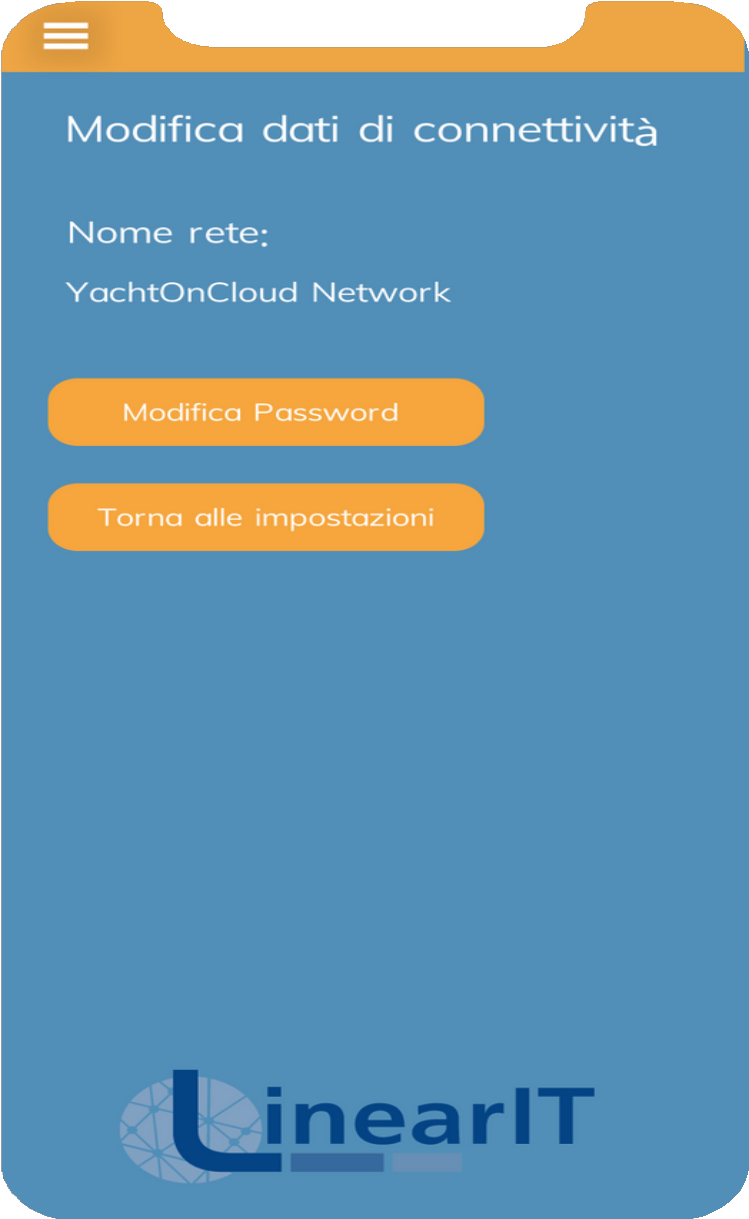 Modifica dati di connettività
Nome rete:
YachtOnCloud Network
Modifica Password
Torna alle impostazioni
LinearIT